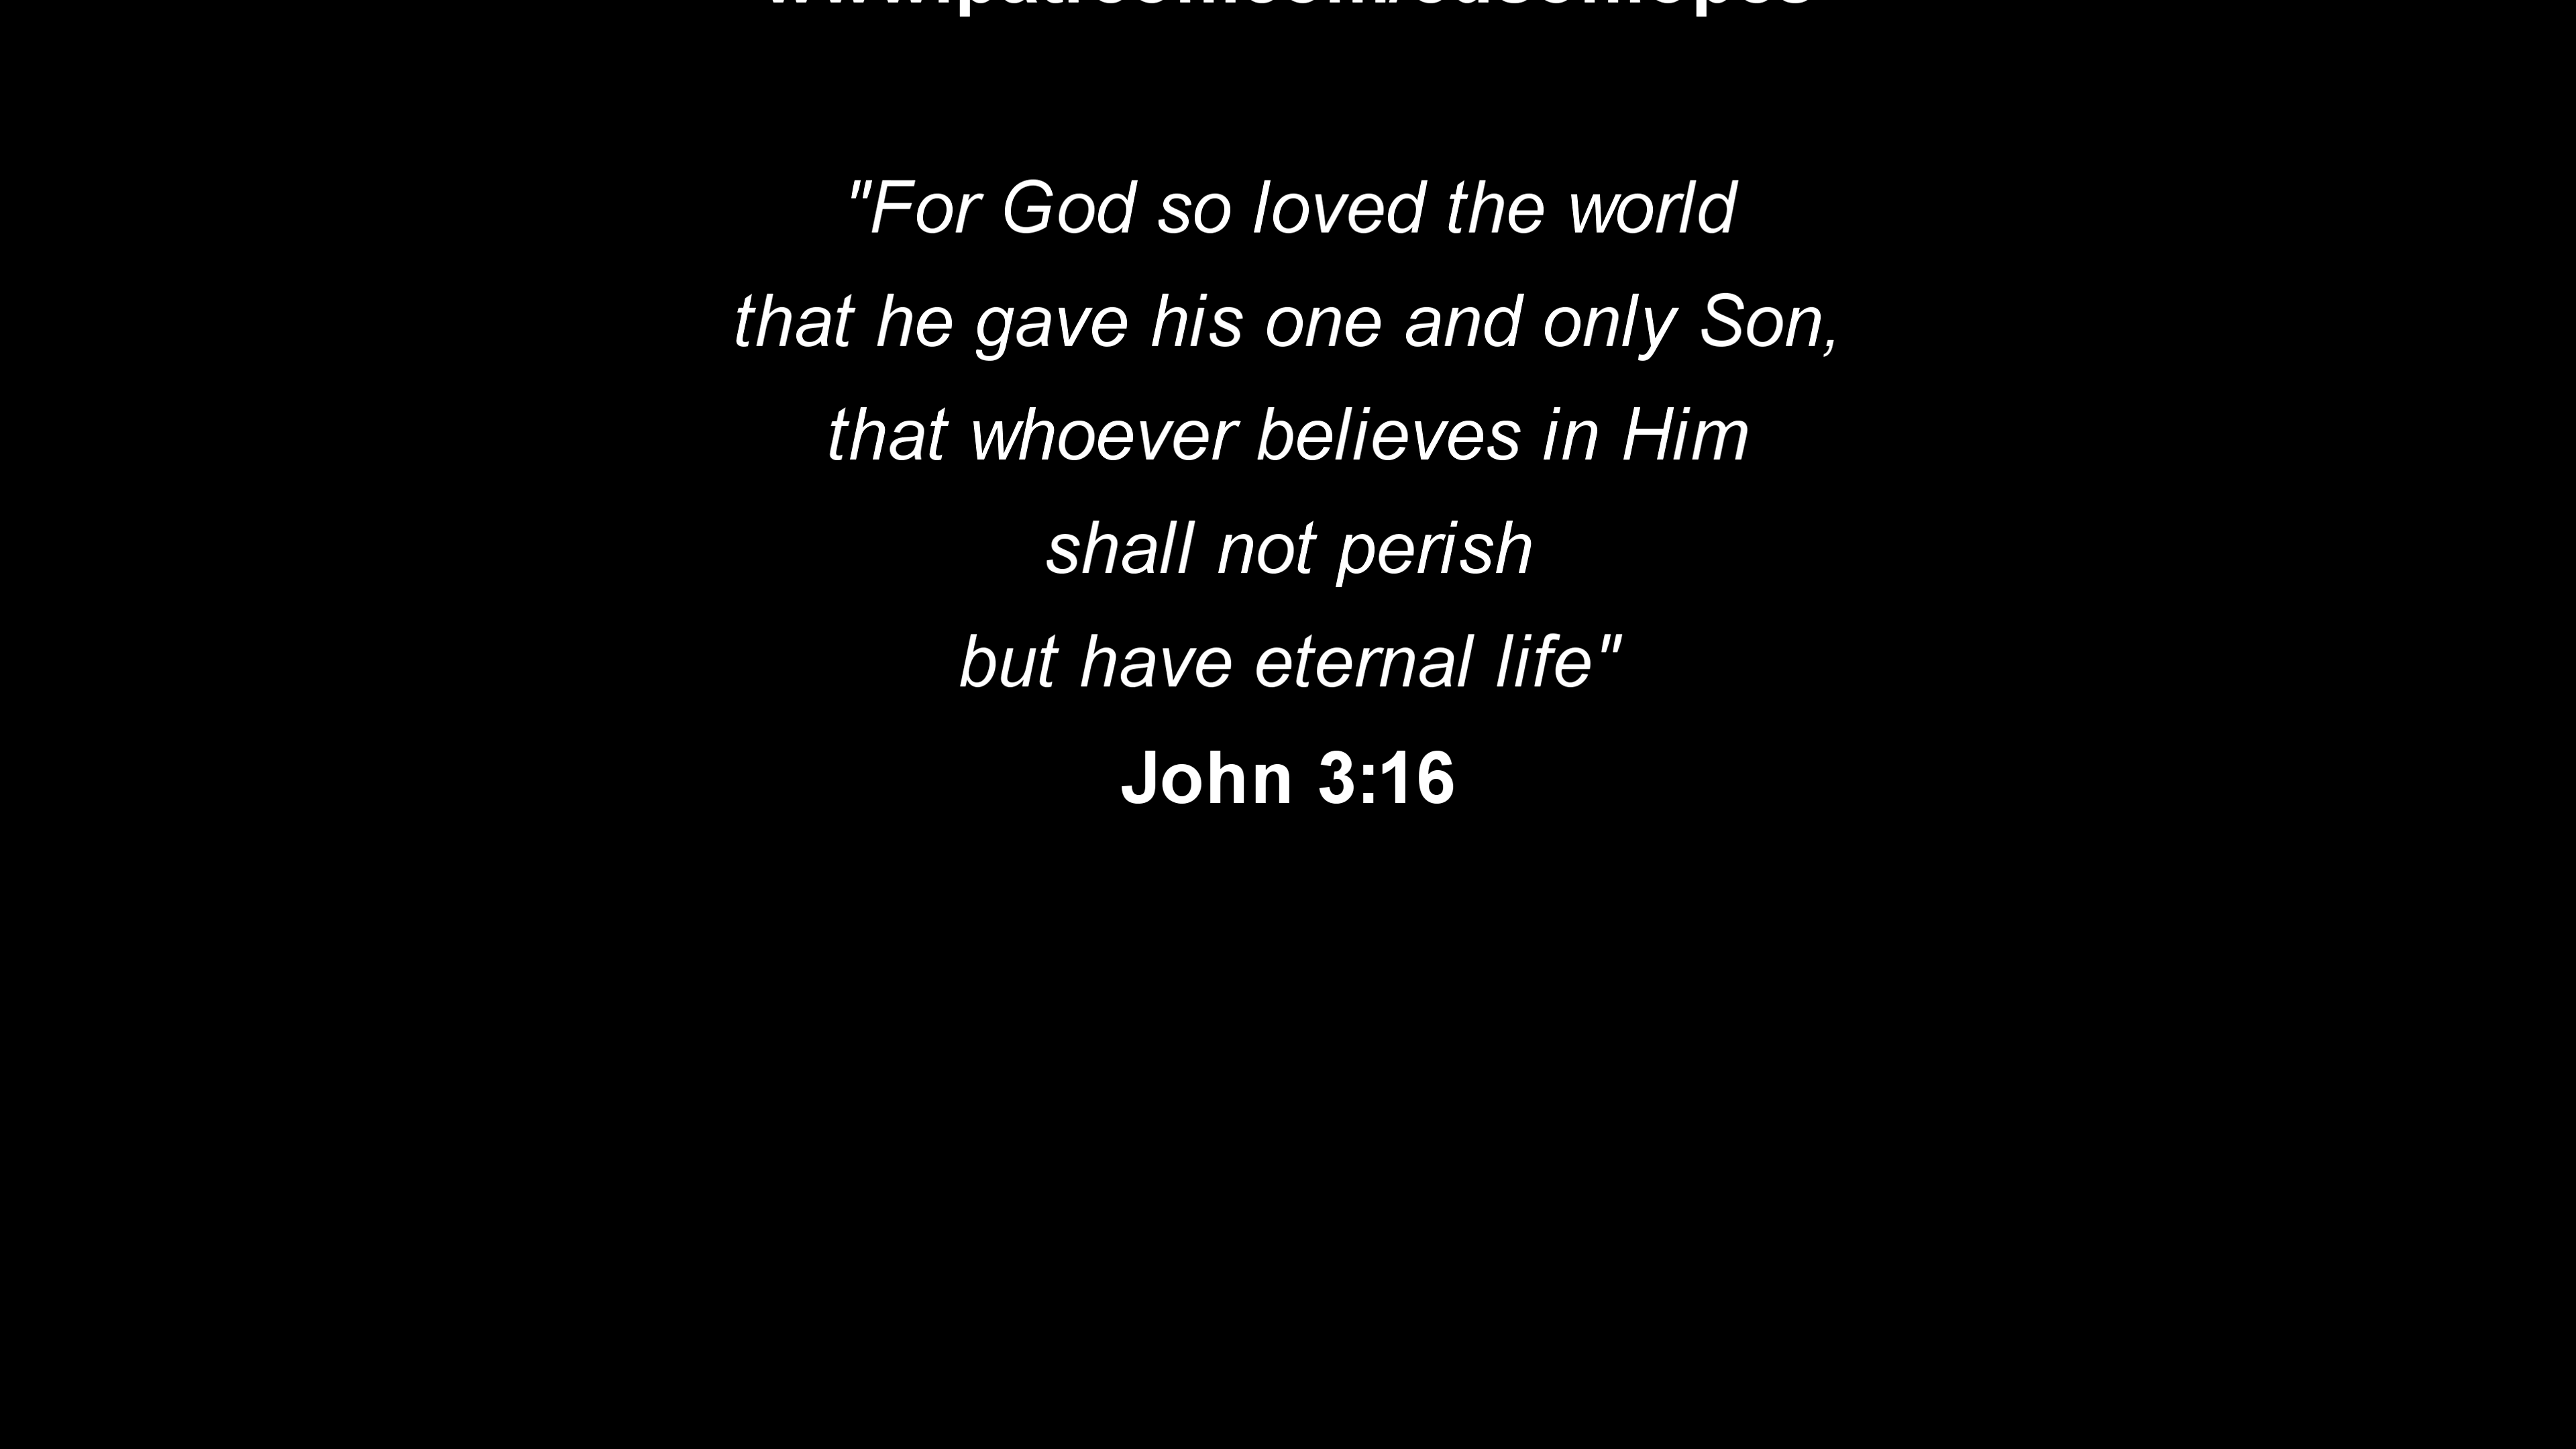 "For God so loved the world
that he gave his one and only Son,
that whoever believes in Him
shall not perish
but have eternal life"
John 3:16